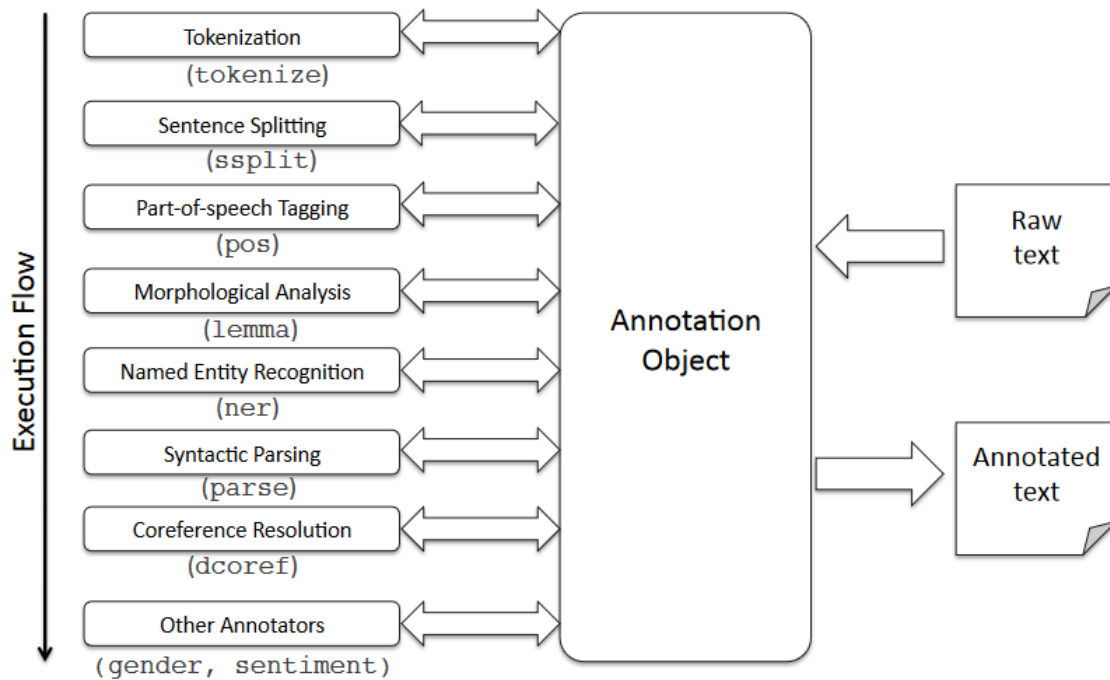 Execution Flow
Tokenization
(tokenize)
Sentence Splitting
(ssplit)
Part-of-speech Tagging
(pos)
Morphological Analysis
(lemma)
Named Entity Recognition
(ner)
Syntactic Parsing
(parse)
Coreference Resolution
(dcoref)
Other Annotators
(gender, sentiment)
Annotation
Object
Raw
text
Annotated
text